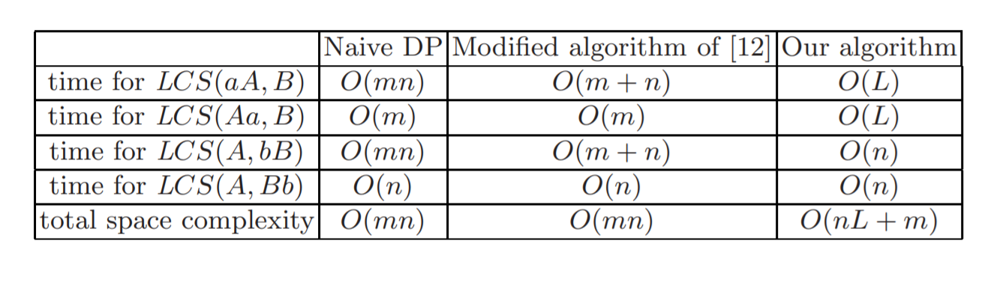 Naive DP Modified algorithm of [12] Our algorithm
time for LCS(aA, B) O(mn) O(m + n) O(L)
time for LCS(Aa, B) O(m) O(m) O(L)
time for LCS(A, bB) O(mn) O(m + n) O(n)
time for LCS(A, Bb) O(n) O(n) O(n)
total space complexity O(mn) O(mn) O(nL + m)